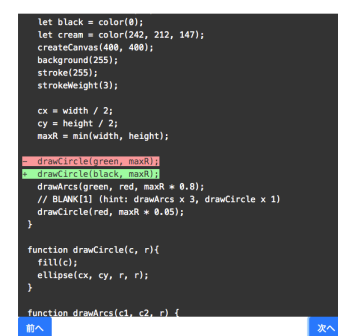 let black = color(0);
let cream = color(242, 212, 147);
createCanvas(400, 400);
background(255);
stroke(255);
strokeWeight(3);
cx = width / 2;
cy = height / 2;
maxR = min(width, height);
- drawCircle(green, maxR);
+ drawCircle(black, maxR);
drawArcs(green, red, maxR * 0.8);
// BLANK[1] (hint: drawArcs x 3, drawCircle x 1)
drawCircle(red, maxR * 0.05);
}
function drawCircle(c, r){
fill(c);
ellipse(cx, cy, r, r);
}
function drawArcs(c1, c2, r) {
前へ 次へ